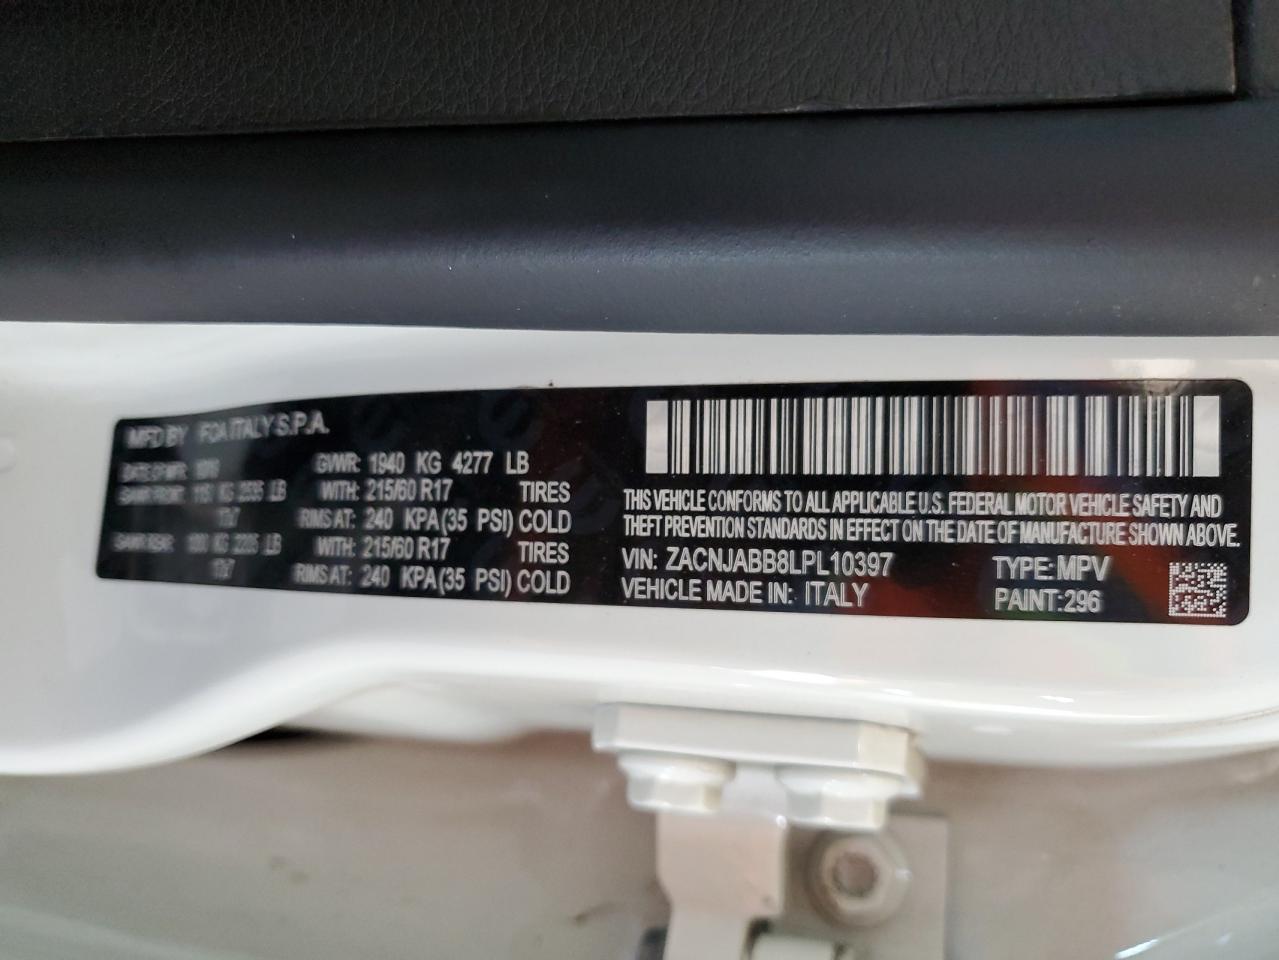 MFD BY FCA ITALY S.P.A.
GVWR: 1940 KG 4277 LB
WITH: 215/60 R17 TIRES
RIMS AT: 240 KPA (35 PSI) COLD
WITH: 215/60 R17 TIRES
RIMS AT: 240 KPA (35 PSI) COLD
THIS VEHICLE CONFORMS TO ALL APPLICABLE U.S. FEDERAL MOTOR VEHICLE SAFETY AND
THEFT PREVENTION STANDARDS IN EFFECT ON THE DATE OF MANUFACTURE SHOWN ABOVE.
VIN: ZACNJABB8LPL10397 TYPE: MPV
VEHICLE MADE IN: ITALY PAINT: 296